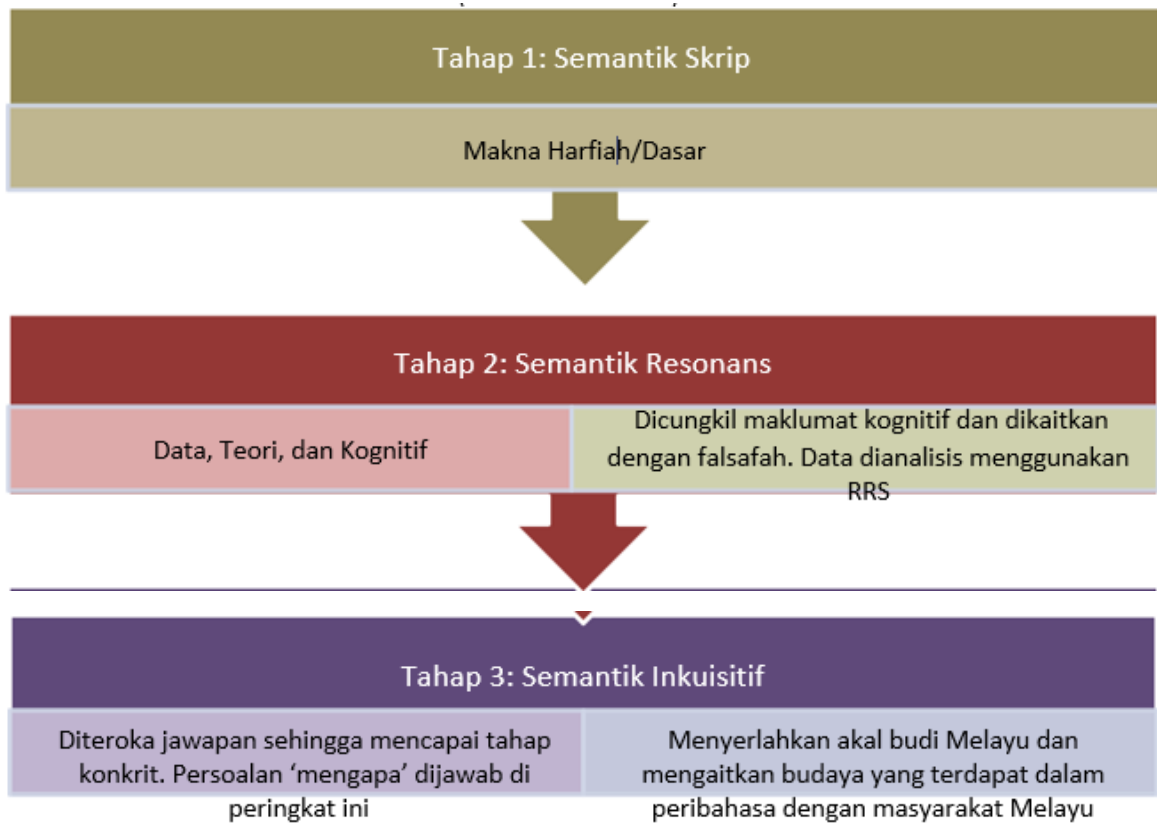 Tahap 1: Semantik Skrip
Makna Harfiah/Dasar
Tahap 2: Semantik Resonans
Data, Teori, dan Kognitif
Dicungkil maklumat kognitif dan dikaitkan
dengan falsafah. Data dianalisis menggunakan
RRS
Tahap 3: Semantik Inkuisitif
Diteroka jawapan sehingga mencapai tahap
konkrit. Persoalan ‘mengapa’ dijawab di
peringkat ini
Menyerlahkan akal budi Melayu dan
mengaitkan budaya yang terdapat dalam
peribahasa dengan masyarakat Melayu